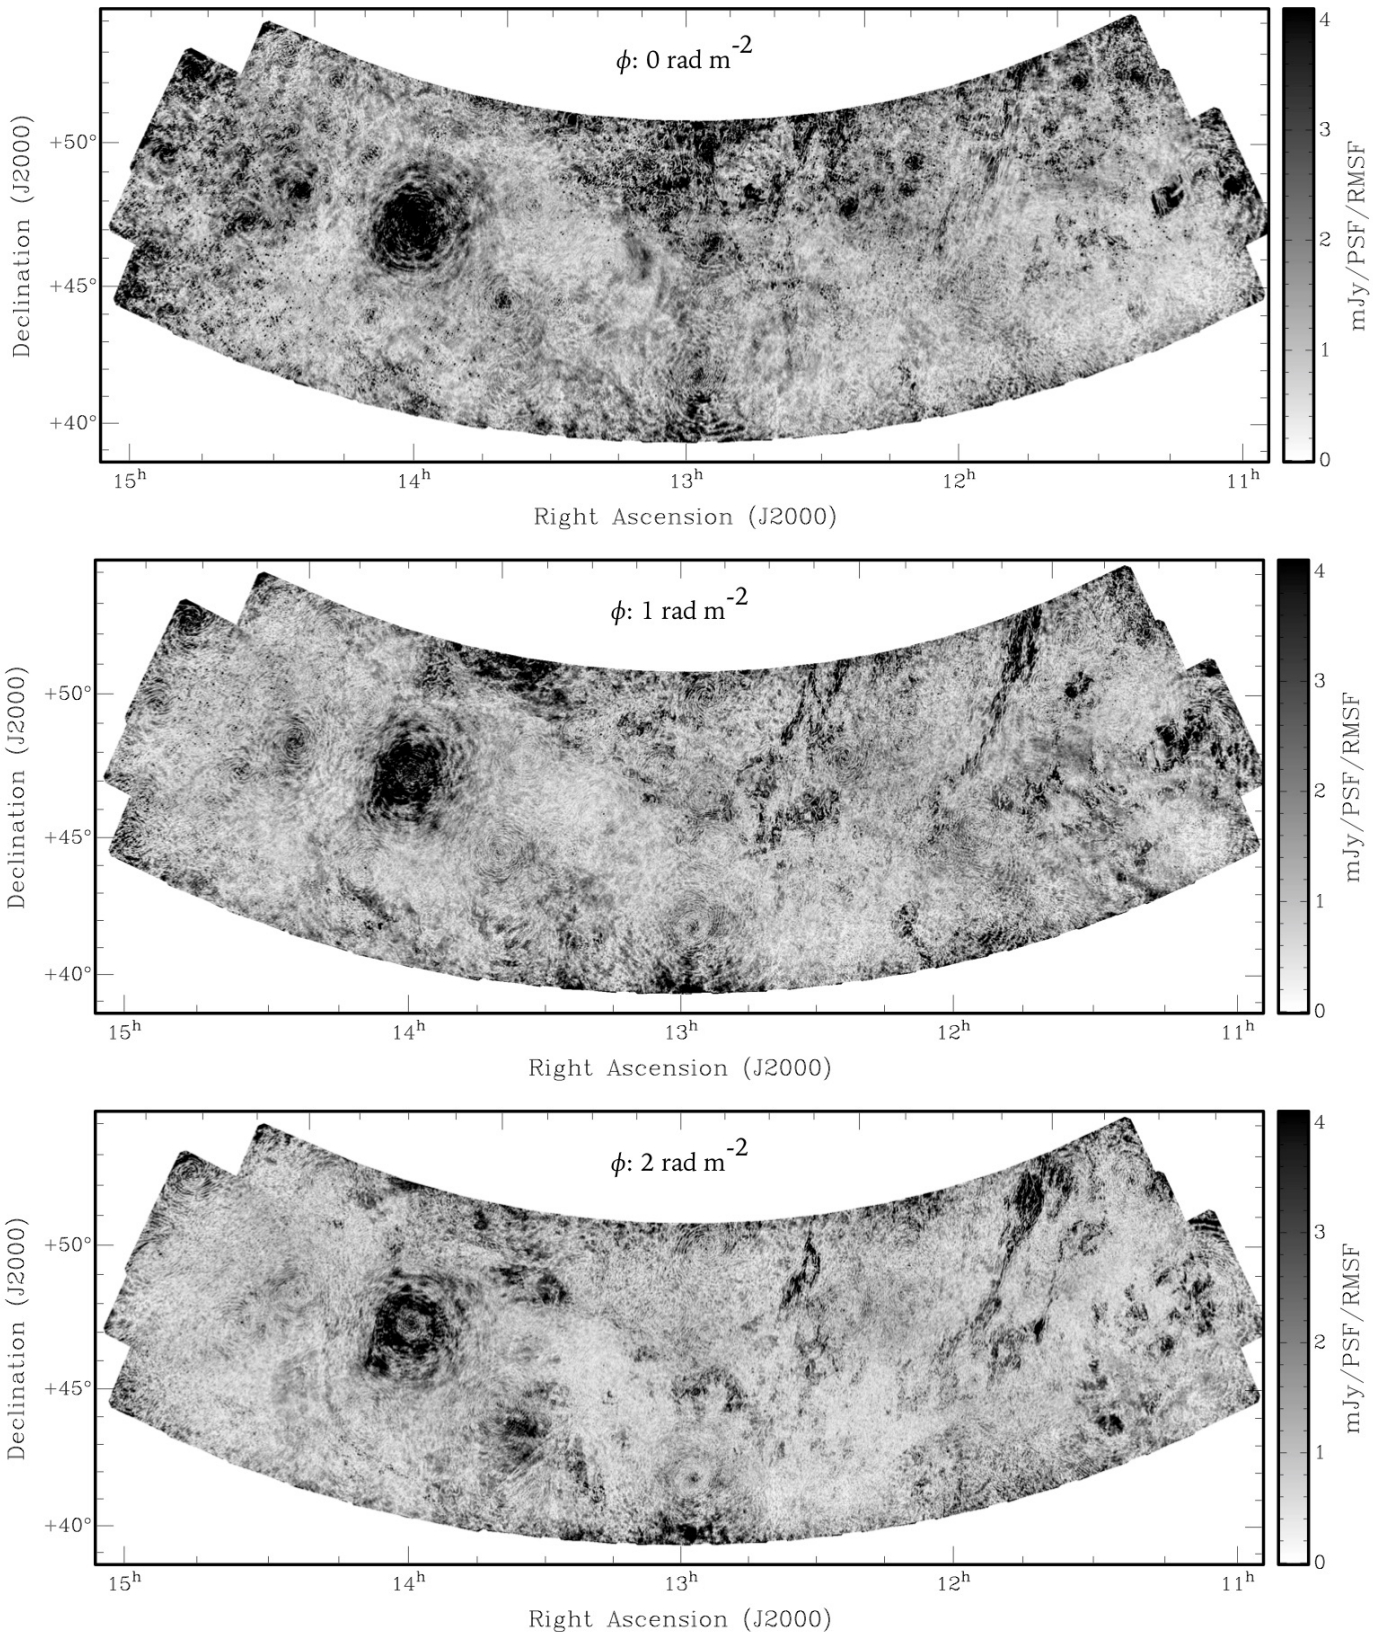 ϕ: 0 rad m-2
4
3
2
1
0
mJy/PSF/RMSF
+50°
+45°
+40°
Declination (J2000)
15h 14h 13h 12h 11h
Right Ascension (J2000)
ϕ: 1 rad m-2
4
3
2
1
0
mJy/PSF/RMSF
+50°
+45°
+40°
Declination (J2000)
15h 14h 13h 12h 11h
Right Ascension (J2000)
ϕ: 2 rad m-2
4
3
2
1
0
mJy/PSF/RMSF
+50°
+45°
+40°
Declination (J2000)
15h 14h 13h 12h 11h
Right Ascension (J2000)